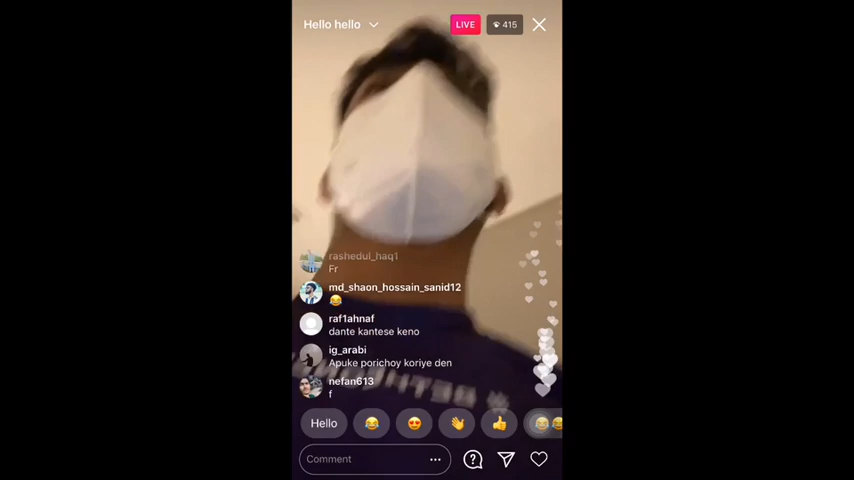 Hello hello
LIVE
415
rashedul_haq1
Fr
md_shaon_hossain_sanid12
😂
raf1ahnaf
dante kantese keno
ig_arabi
Apuke porichoy koriye den
nefan613
f
Hello 😂 😍 👋 👍 😂😂
Comment